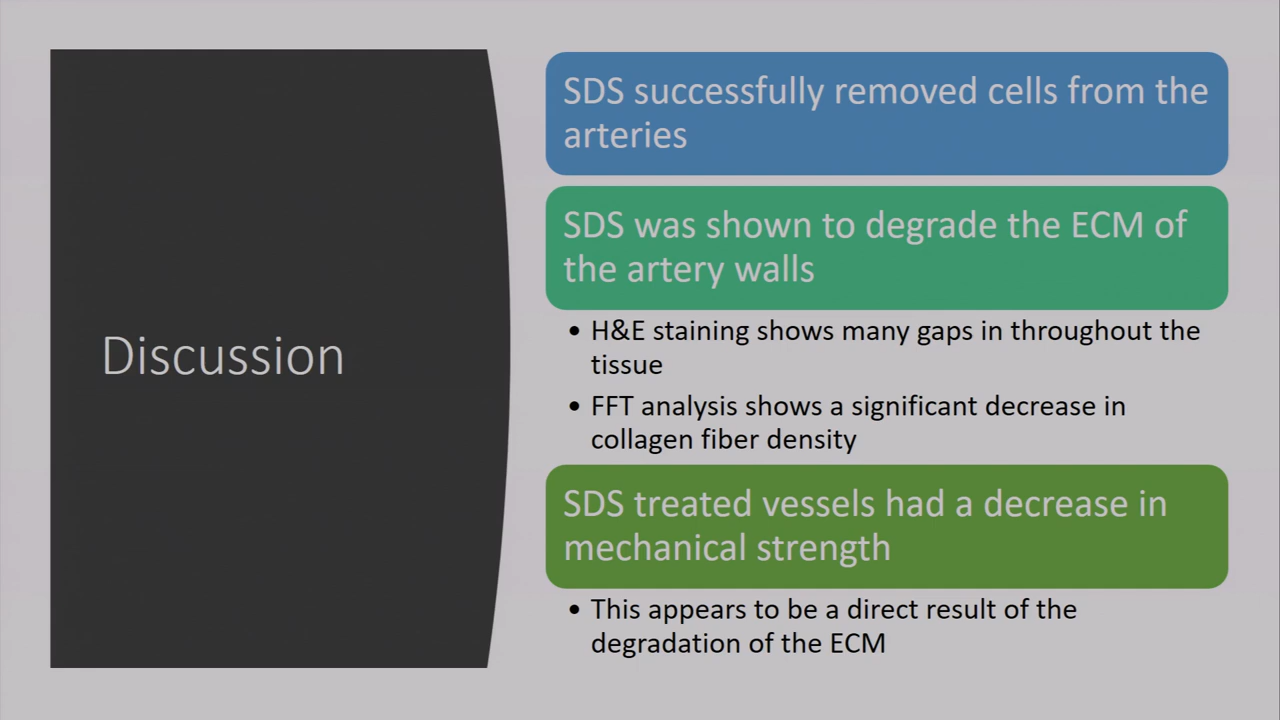 Discussion
SDS successfully removed cells from the
arteries
SDS was shown to degrade the ECM of
the artery walls
• H&E staining shows many gaps in throughout the
tissue
• FFT analysis shows a significant decrease in
collagen fiber density
SDS treated vessels had a decrease in
mechanical strength
• This appears to be a direct result of the
degradation of the ECM